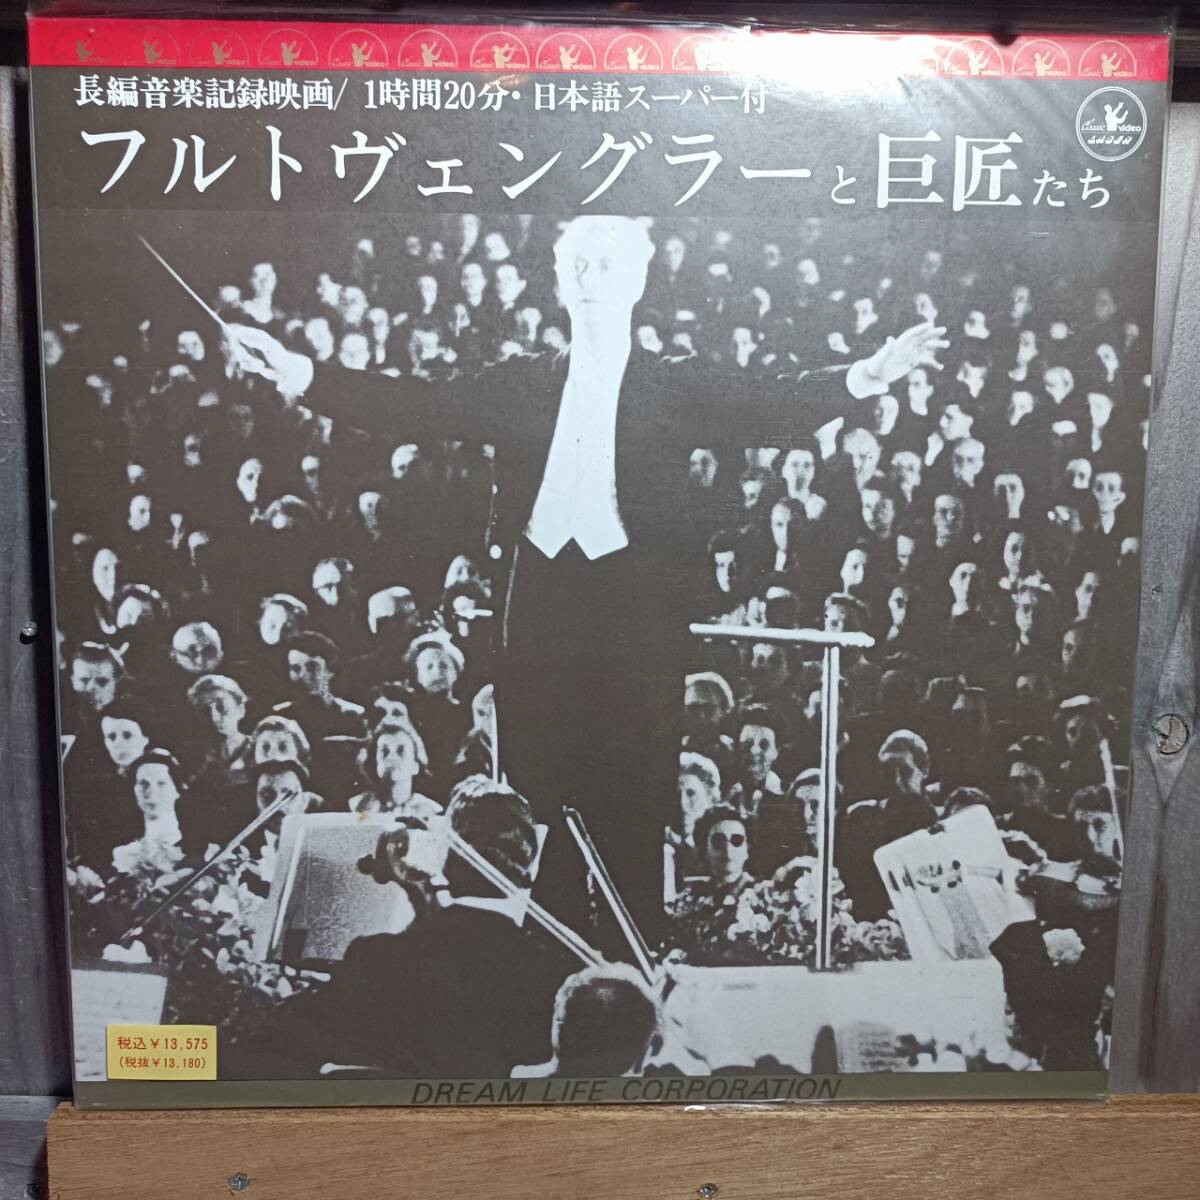 Classic video
長編音楽記録映画/ 1時間20分・日本語スーパー付
フルトヴェングラーと巨匠たち
税込¥13,575
(税抜¥13,180)
DREAM LIFE CORPORATION